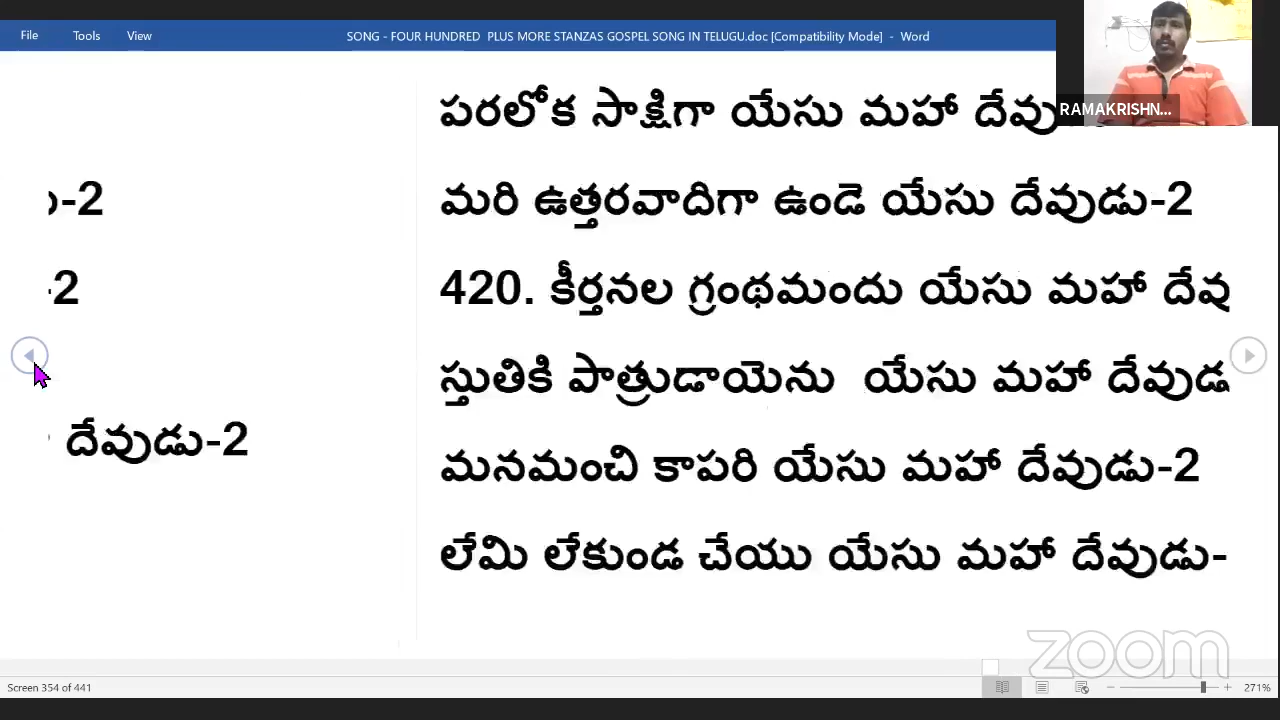 File Tools View SONG - FOUR HUNDRED PLUS MORE STANZAS GOSPEL SONG IN TELUGU.doc [Compatibility Mode] - Word
RAMAKRISHN...
పరలోక సాక్షిగా యేసు మహా
మరి ఉత్తరవాదిగా ఉండె యేసు దేవుడు-2
420. కీర్తనల గ్రంథమందు యేసు మహా
స్తుతికి పాత్రుడాయెను యేసు మహా
మనమంచి కాపరి యేసు మహా దేవుడు-2
లేమి లేకుండ చేయు యేసు మహా దేవుడు-
-2
-2
దేవుడు-2
zoom
Screen 354 of 441 271%